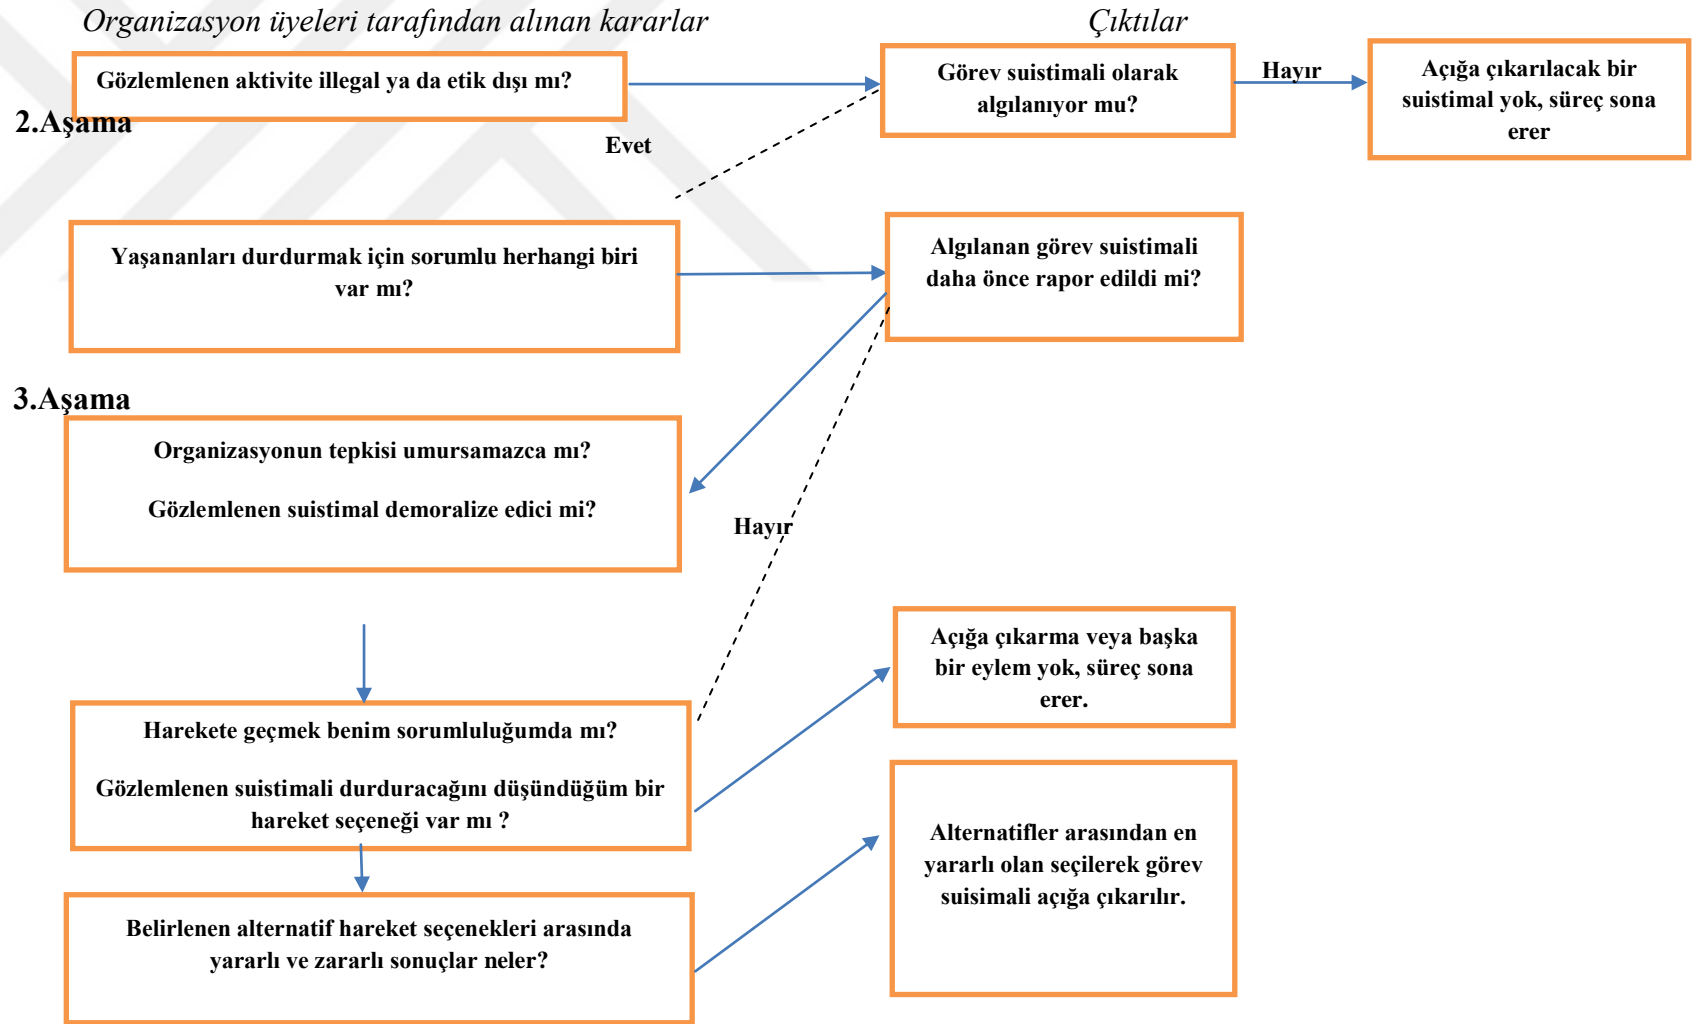 Organizasyon üyeleri tarafından alınan kararlar
Çıktılar
Gözlemlenen aktivite illegal ya da etik dışı mı?
Görev suistimali olarak
algılanıyor mu?
Hayır
Açığa çıkarılacak bir
suistimal yok, süreç sona
erer
2.Aşama
Evet
Yaşananları durdurmak için sorumlu herhangi biri
var mı?
Algılanan görev suistimali
daha önce rapor edildi mi?
3.Aşama
Organizasyonun tepkisi umursamazca mı?
Gözlemlenen suistimal demoralize edici mi?
Hayır
Açığa çıkarma veya başka
bir eylem yok, süreç sona
erer.
Harekete geçmek benim sorumluluğumda mı?
Gözlemlenen suistimali durduracağını düşündüğüm bir
hareket seçeneği var mı ?
Alternatifler arasından en
yararlı olan seçilerek görev
suisimali açığa çıkarılır.
Belirlenen alternatif hareket seçenekleri arasında
yararlı ve zararlı sonuçlar neler?